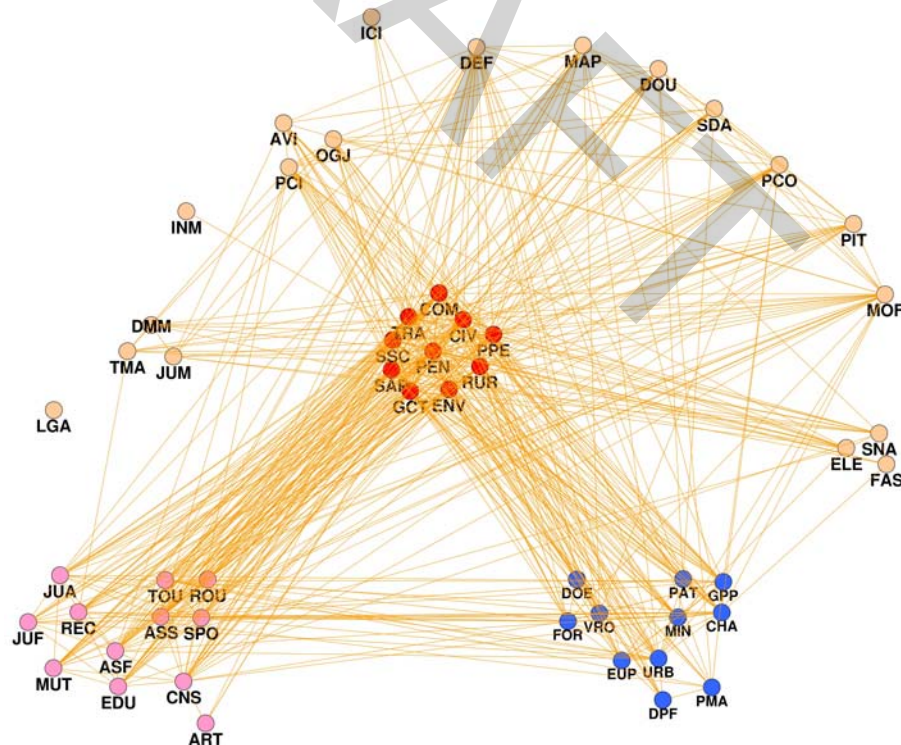 ICI
DEF
MAP
DOU
SDA
AVI
OGJ
PCI
PCO
INM
PIT
MOF
COM
TRA
CIV
PPE
SSC
PEN
DMM
TMA
JUM
SAF
RUR
GCT
ENV
LGA
SNA
ELE
FAS
JUA
TOU
ROU
DOE
PAT
GPP
JUF
REC
ASS
SPO
FOR
VRO
MIN
CHA
MUT
ASF
EUP
URB
EDU
CNS
DPF
PMA
ART